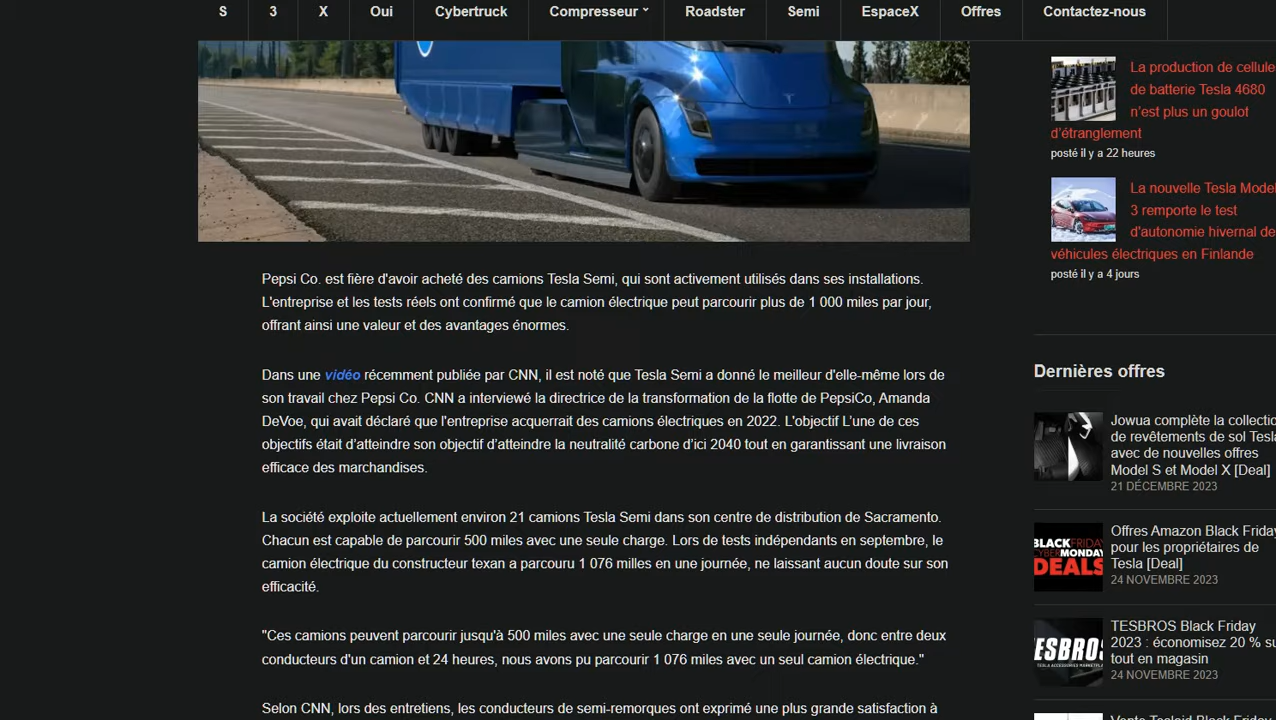 S 3 X Oui Cybertruck Compresseur Roadster Semi EspaceX Offres Contactez-nous
Pepsi Co. est fière d'avoir acheté des camions Tesla Semi, qui sont activement utilisés dans ses installations.
L'entreprise et les tests réels ont confirmé que le camion électrique peut parcourir plus de 1 000 miles par jour,
offrant ainsi une valeur et des avantages énormes.
Dans une vidéo récemment publiée par CNN, il est noté que Tesla Semi a donné le meilleur d'elle-même lors de
son travail chez Pepsi Co. CNN a interviewé la directrice de la transformation de la flotte de PepsiCo, Amanda
DeVoe, qui avait déclaré que l'entreprise acquerrait des camions électriques en 2022. L'objectif L'une de ces
objectifs était d'atteindre son objectif d'atteindre la neutralité carbone d'ici 2040 tout en garantissant une livraison
efficace des marchandises.
La société exploite actuellement environ 21 camions Tesla Semi dans son centre de distribution de Sacramento.
Chacun est capable de parcourir 500 miles avec une seule charge. Lors de tests indépendants en septembre, le
camion électrique du constructeur texan a parcouru 1 076 milles en une journée, ne laissant aucun doute sur son
efficacité.
"Ces camions peuvent parcourir jusqu'à 500 miles avec une seule charge en une seule journée, donc entre deux
conducteurs d'un camion et 24 heures, nous avons pu parcourir 1 076 miles avec un seul camion électrique."
Selon CNN, lors des entretiens, les conducteurs de semi-remorques ont exprimé une plus grande satisfaction à
La production de cellule
de batterie Tesla 4680
n'est plus un goulot
d'étranglement
posté il y a 22 heures
La nouvelle Tesla Model
3 remporte le test
d'autonomie hivernal de
véhicules électriques en Finlande
posté il y a 4 jours
Dernières offres
Jowua complète la collectio
de revêtements de sol Tesla
avec de nouvelles offres
Model S et Model X [Deal]
21 DÉCEMBRE 2023
BLACK FRIDAY
CYBER MONDAY
DEALS
Offres Amazon Black Friday
pour les propriétaires de
Tesla [Deal]
24 NOVEMBRE 2023
TESBROS
TESBROS Black Friday
2023 : économisez 20 % su
tout en magasin
24 NOVEMBRE 2023